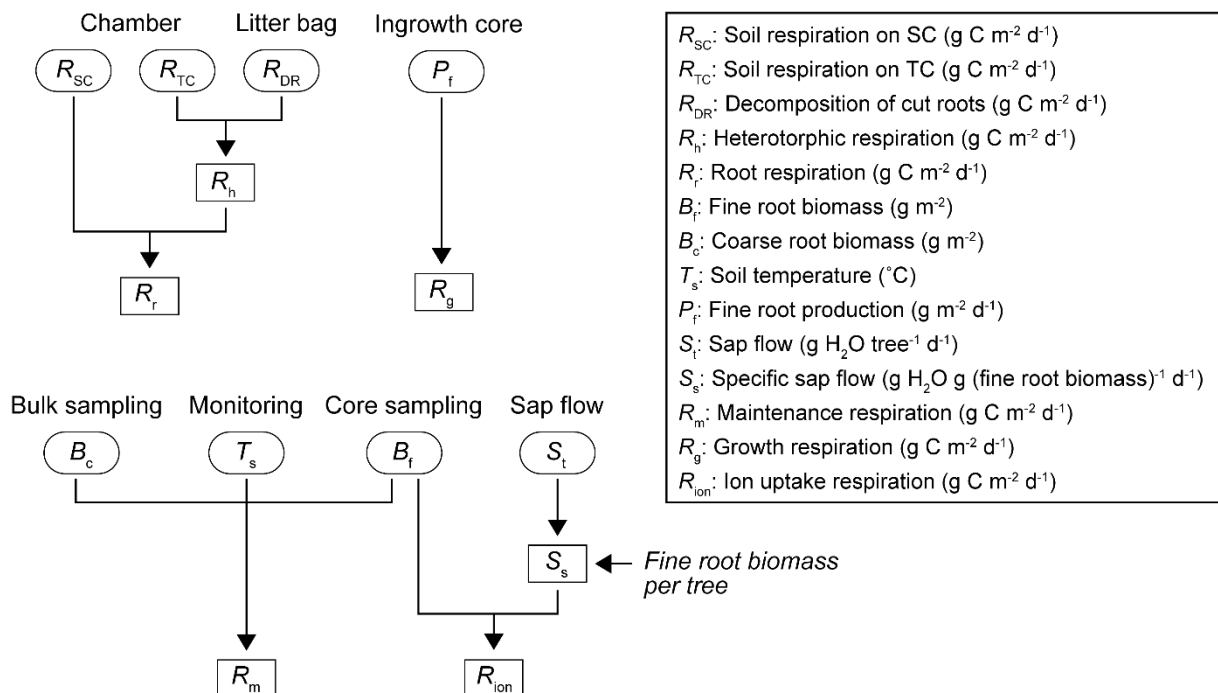 Chamber Litter bag Ingrowth core
R_SC R_TC R_DR P_f
R_h
R_r R_g
Bulk sampling Monitoring Core sampling Sap flow
B_c T_s B_f S_t
S_s Fine root biomass
per tree
R_m R_ion
R_SC: Soil respiration on SC (g C m⁻² d⁻¹)
R_TC: Soil respiration on TC (g C m⁻² d⁻¹)
R_DR: Decomposition of cut roots (g C m⁻² d⁻¹)
R_h: Heterotorphic respiration (g C m⁻² d⁻¹)
R_r: Root respiration (g C m⁻² d⁻¹)
B_f: Fine root biomass (g m⁻²)
B_c: Coarse root biomass (g m⁻²)
T_s: Soil temperature (˚C)
P_f: Fine root production (g m⁻² d⁻¹)
S_t: Sap flow (g H₂O tree⁻¹ d⁻¹)
S_s: Specific sap flow (g H₂O g (fine root biomass)⁻¹ d⁻¹)
R_m: Maintenance respiration (g C m⁻² d⁻¹)
R_g: Growth respiration (g C m⁻² d⁻¹)
R_ion: Ion uptake respiration (g C m⁻² d⁻¹)